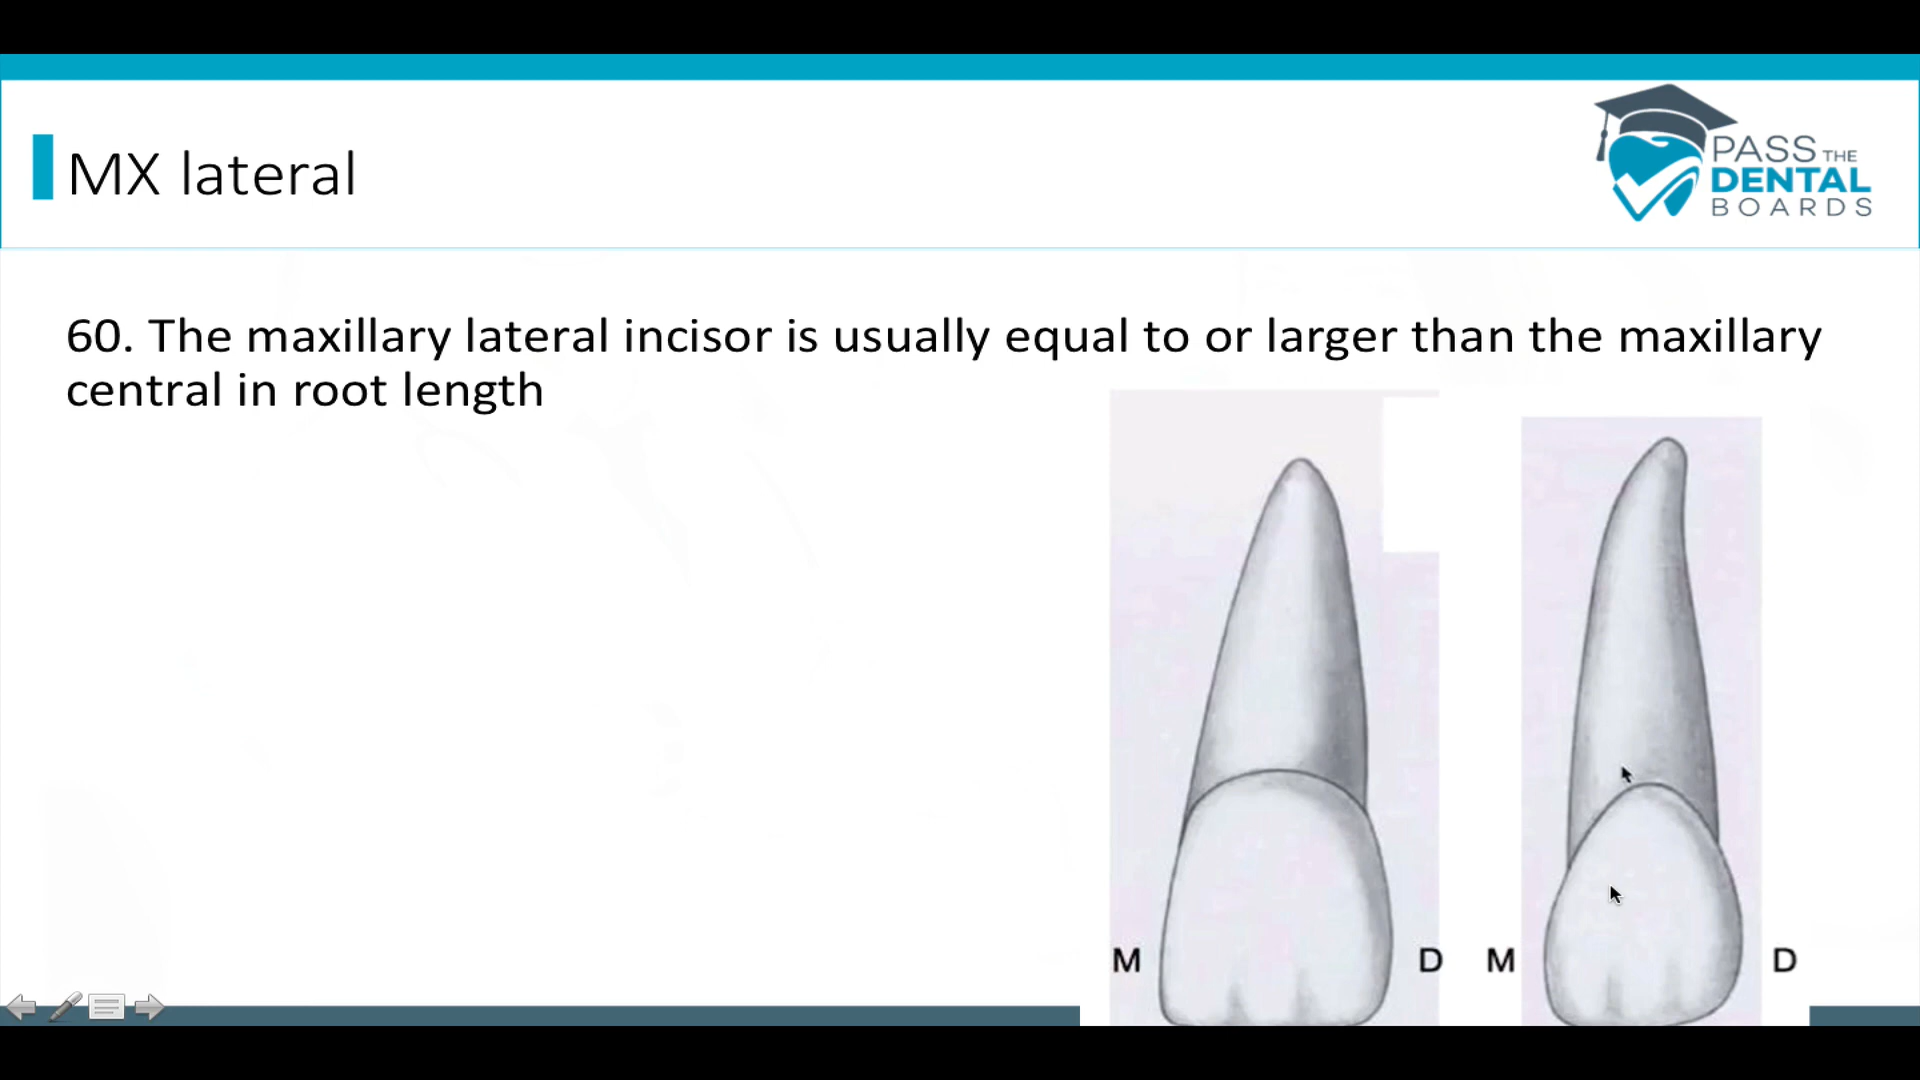 MX lateral
PASS THE
DENTAL
BOARDS
60. The maxillary lateral incisor is usually equal to or larger than the maxillary
central in root length
M D M D